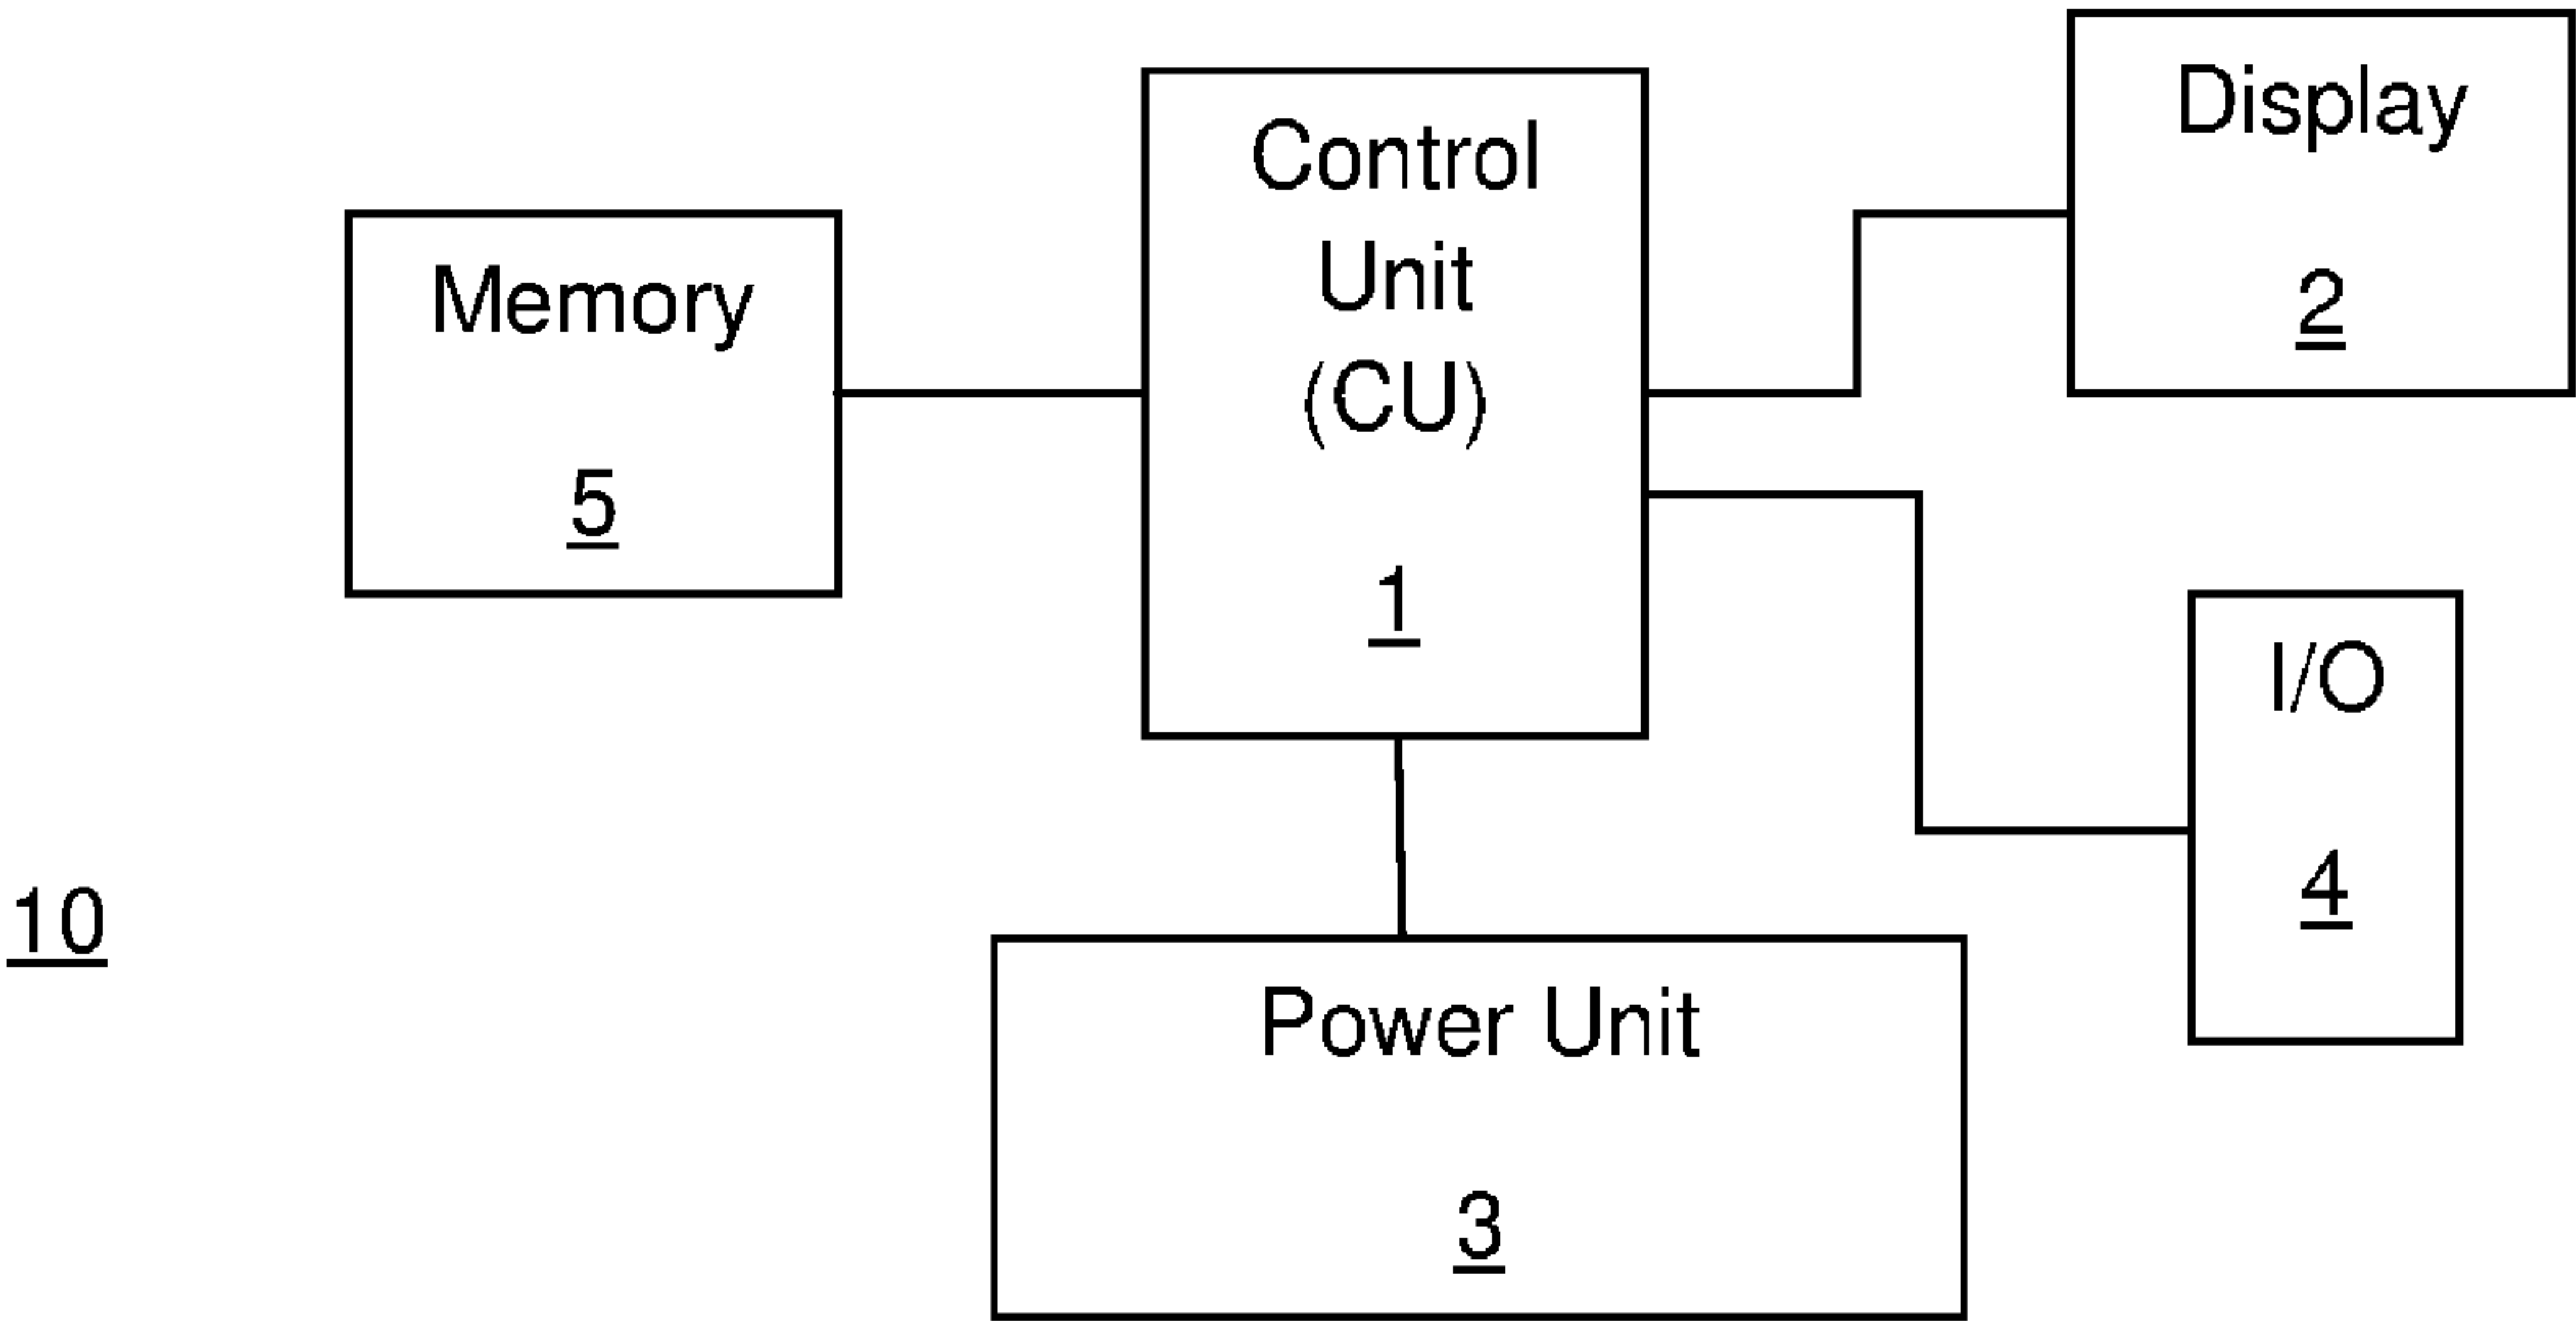 Display
2
Control
Unit
(CU)
1
Memory
5
I/O
4
10
Power Unit
3